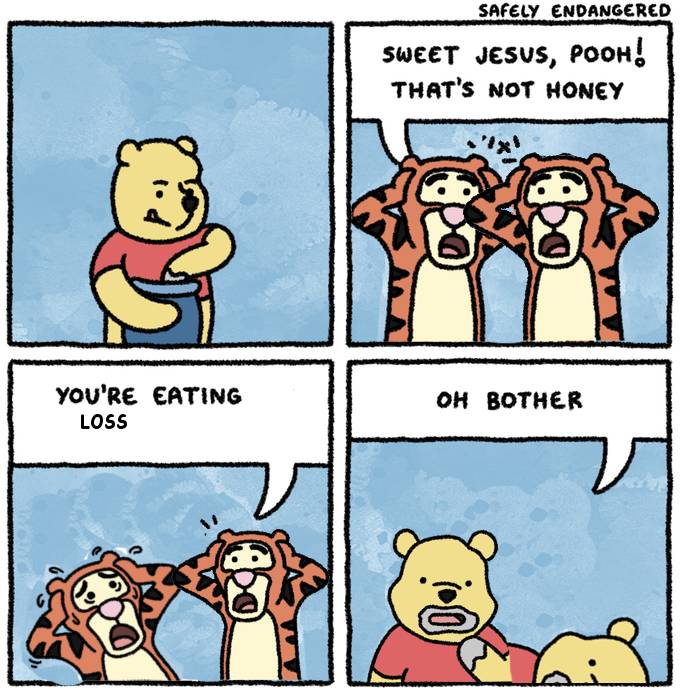 SAFELY ENDANGERED
SWEET JESUS, POOH!
THAT'S NOT HONEY
YOU'RE EATING
LOSS
OH BOTHER